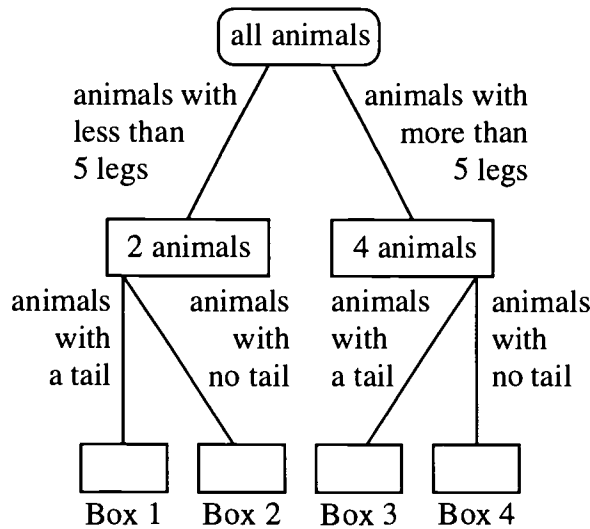 all animals
animals with
less than
5 legs
animals with
more than
5 legs
2 animals
4 animals
animals
with
a tail
animals
with
no tail
animals
with
a tail
animals
with
no tail
Box 1
Box 2
Box 3
Box 4